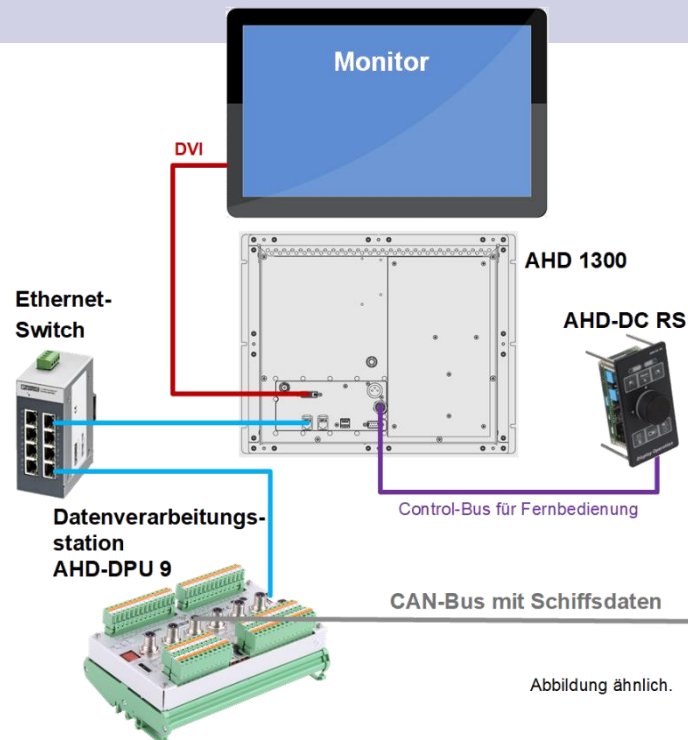 Monitor
DVI
AHD 1300
Ethernet-
Switch
AHD-DC RS
Control-Bus für Fernbedienung
Datenverarbeitungs-
station
AHD-DPU 9
CAN-Bus mit Schiffsdaten
Abbildung ähnlich.